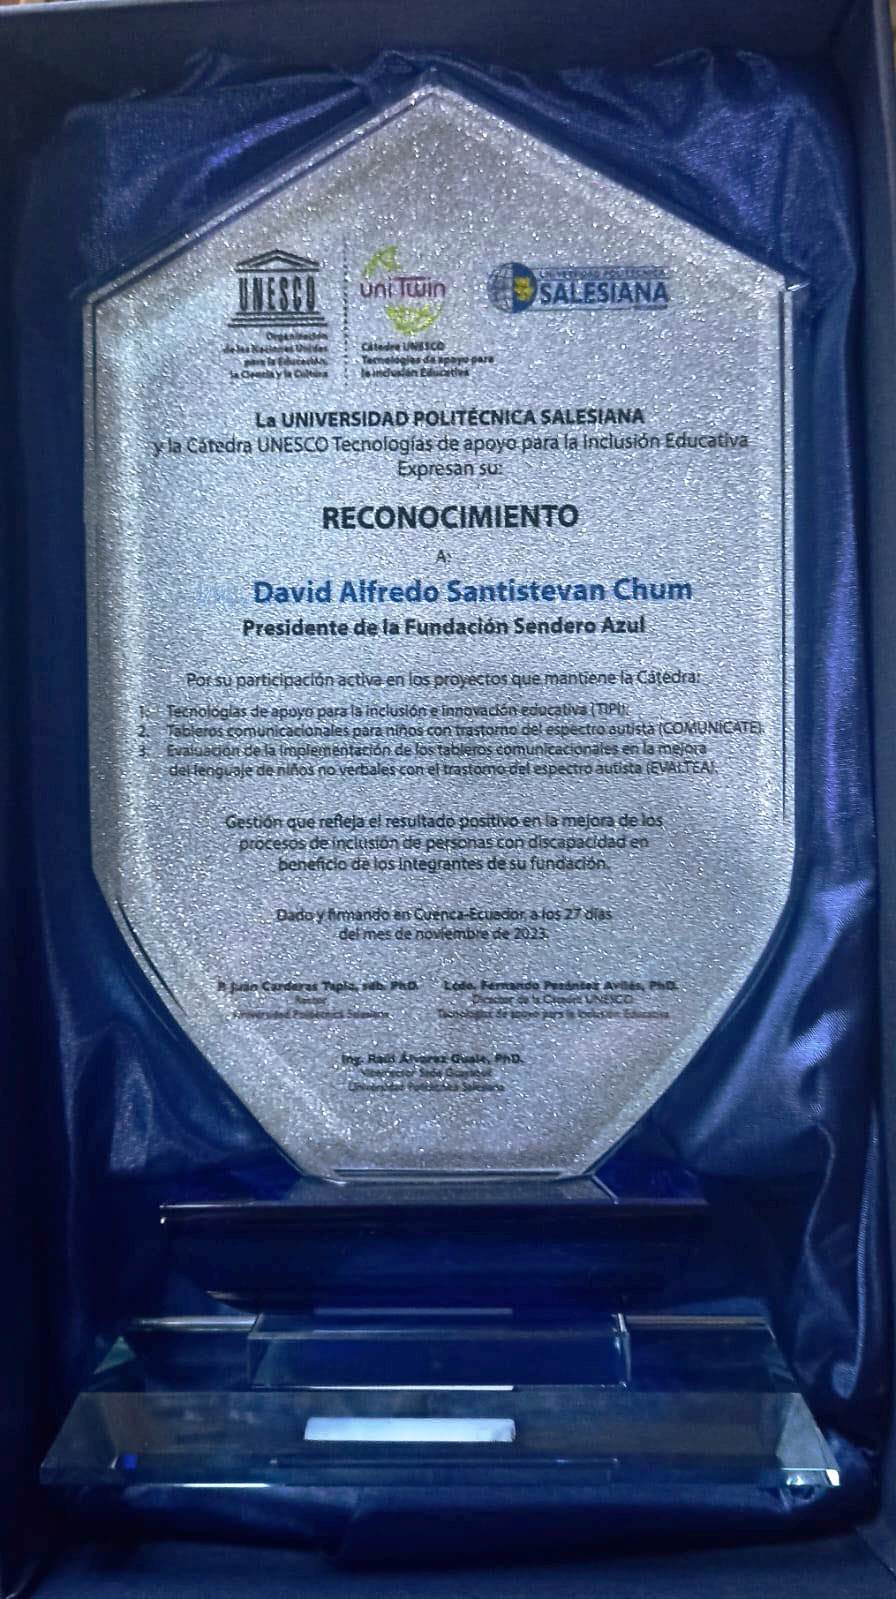 UNESCO
Organización
de las Naciones Unidas
para la Educación,
la Ciencia y la Cultura
uni Twin
Cátedra UNESCO
Tecnologías de apoyo para
la inclusión Educativa
UNIVERSIDAD POLITÉCNICA
SALESIANA
La UNIVERSIDAD POLITÉCNICA SALESIANA
y la Cátedra UNESCO Tecnologías de apoyo para la Inclusión Educativa
Expresan su:
RECONOCIMIENTO
A:
David Alfredo Santistevan Chum
Presidente de la Fundación Sendero Azul
Por su participación activa en los proyectos que mantiene la Cátedra:
1. Tecnologías de apoyo para la inclusión e innovación educativa (TIPI).
2. Tableros comunicacionales para niños con trastorno del espectro autista (COMUNÍCATE).
3. Evaluación de la implementación de los tableros comunicacionales en la mejora
del lenguaje de niños no verbales con el trastorno del espectro autista (EVALTEA).
Gestión que refleja el resultado positivo en la mejora de los
procesos de inclusión de personas con discapacidad en
beneficio de los integrantes de su fundación.
Dado y firmando en Cuenca-Ecuador, a los 27 días
del mes de noviembre de 2023.
P. Juan Cárdenas Tapia, sdb. PhD.
Rector
Universidad Politécnica Salesiana
Lcdo. Fernando Pesántez Avilés, PhD.
Director de la Cátedra UNESCO
Tecnologías de apoyo para la Inclusión Educativa
Ing. Raúl Álvarez Guale, PhD.
Vicerrector Sede Guayaquil
Universidad Politécnica Salesiana